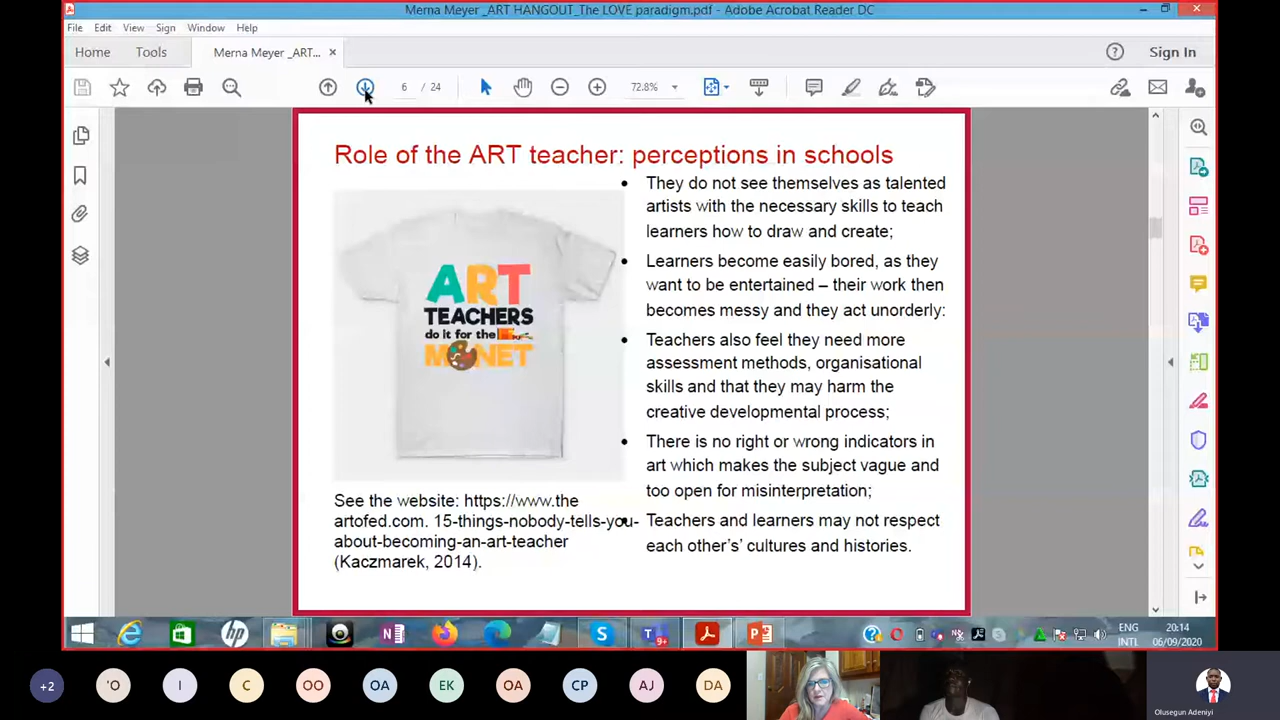 Merna Meyer _ART HANGOUT_The LOVE paradigm.pdf - Adobe Acrobat Reader DC
File Edit View Sign Window Help
Home Tools Merna Meyer _ART... × Sign In
6 / 24 72.8%
Role of the ART teacher: perceptions in schools
ART
TEACHERS
do it for the
MONET
See the website: https://www.the
artofed.com. 15-things-nobody-tells-you-
about-becoming-an-art-teacher
(Kaczmarek, 2014).
• They do not see themselves as talented
artists with the necessary skills to teach
learners how to draw and create;
• Learners become easily bored, as they
want to be entertained – their work then
becomes messy and they act unorderly:
• Teachers also feel they need more
assessment methods, organisational
skills and that they may harm the
creative developmental process;
• There is no right or wrong indicators in
art which makes the subject vague and
too open for misinterpretation;
• Teachers and learners may not respect
each other's' cultures and histories.
ENG 20:14
INTL 06/09/2020
+2 'O I C OO OA EK OA CP AJ DA
Olusegun Adeniyi